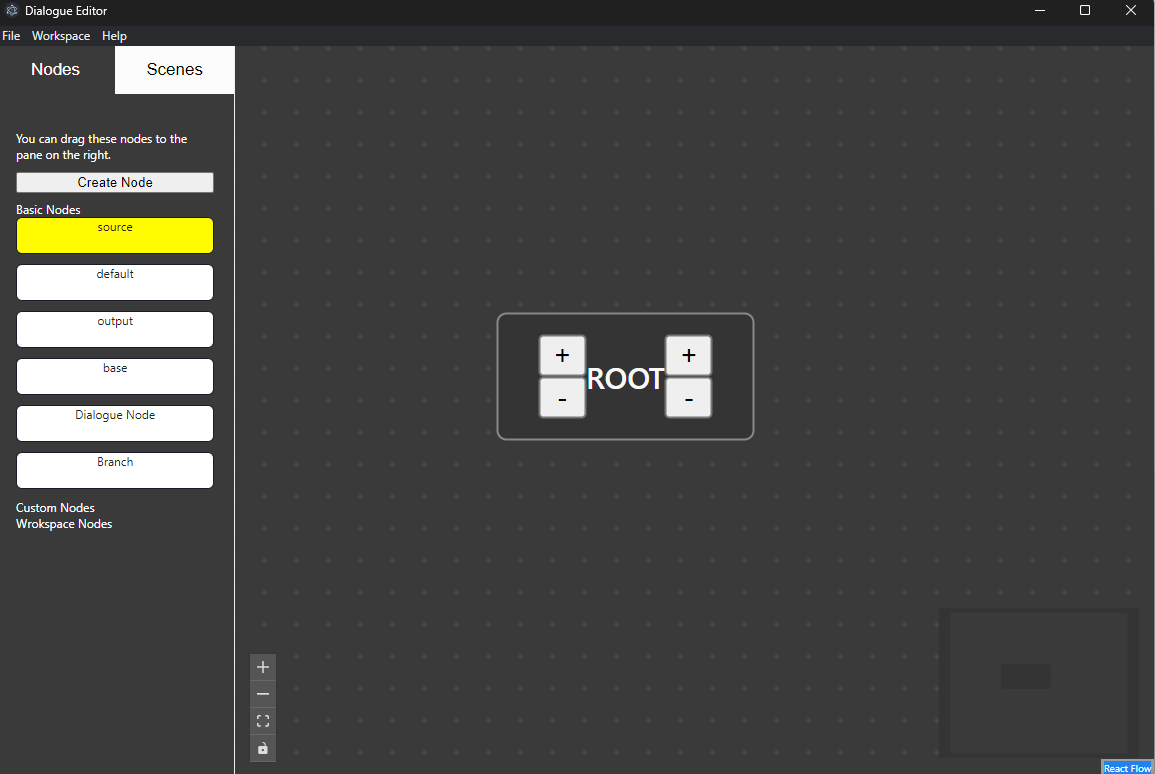 Dialogue Editor
File Workspace Help
Nodes Scenes
You can drag these nodes to the
pane on the right.
Create Node
Basic Nodes
source
default
output
base
Dialogue Node
Branch
Custom Nodes
Wrokspace Nodes
+ +
ROOT
- -
React Flow